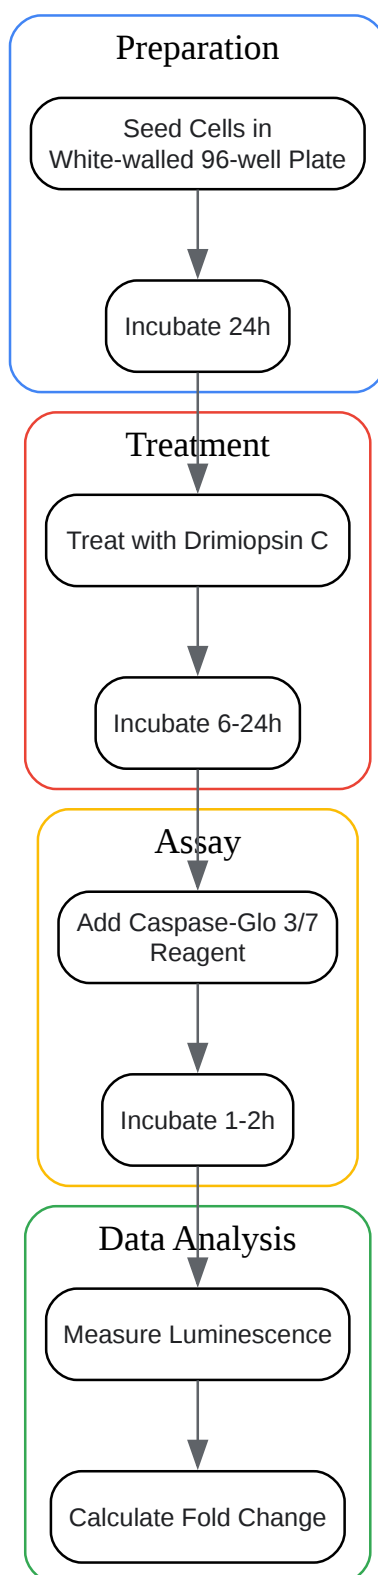 Preparation
Seed Cells in
White-walled 96-well Plate
Incubate 24h
Treatment
Treat with Drimiopsin C
Incubate 6-24h
Assay
Add Caspase-Glo 3/7
Reagent
Incubate 1-2h
Data Analysis
Measure Luminescence
Calculate Fold Change